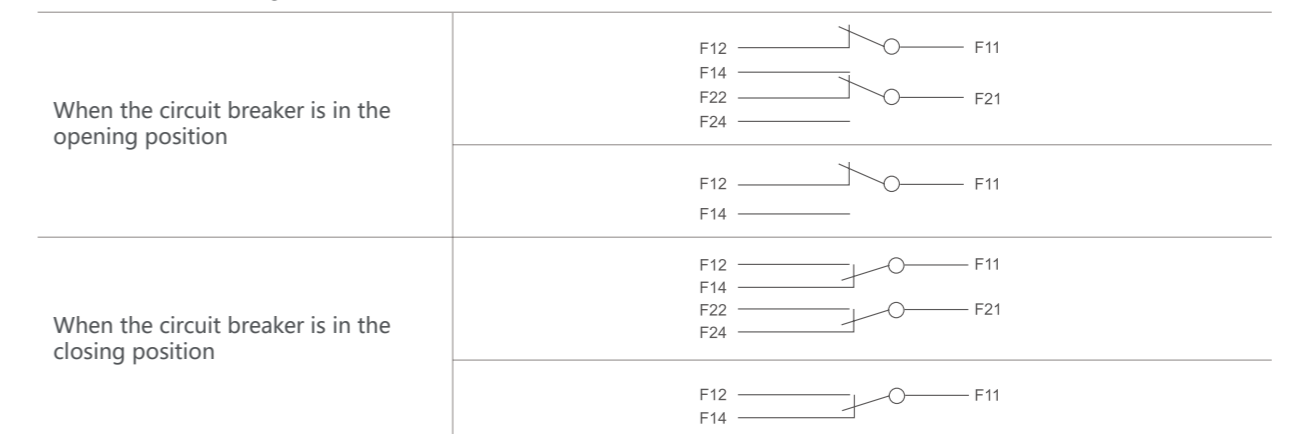 When the circuit breaker is in the
opening position
F12
F11
F14
F22
F21
F24
F12
F11
F14
When the circuit breaker is in the
closing position
F12
F11
F14
F22
F21
F24
F12
F11
F14